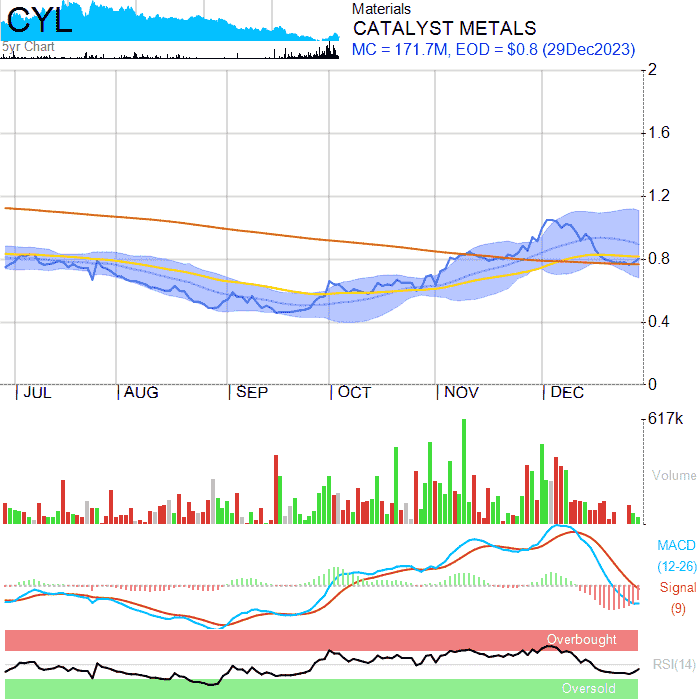 CYL
5yr Chart
Materials
CATALYST METALS
MC = 171.7M, EOD = $0.8 (29Dec2023)
2
1.6
1.2
0.8
0.4
0
JUL AUG SEP OCT NOV DEC
617k
Volume
MACD
(12-26)
Signal
(9)
Overbought
RSI(14)
Oversold